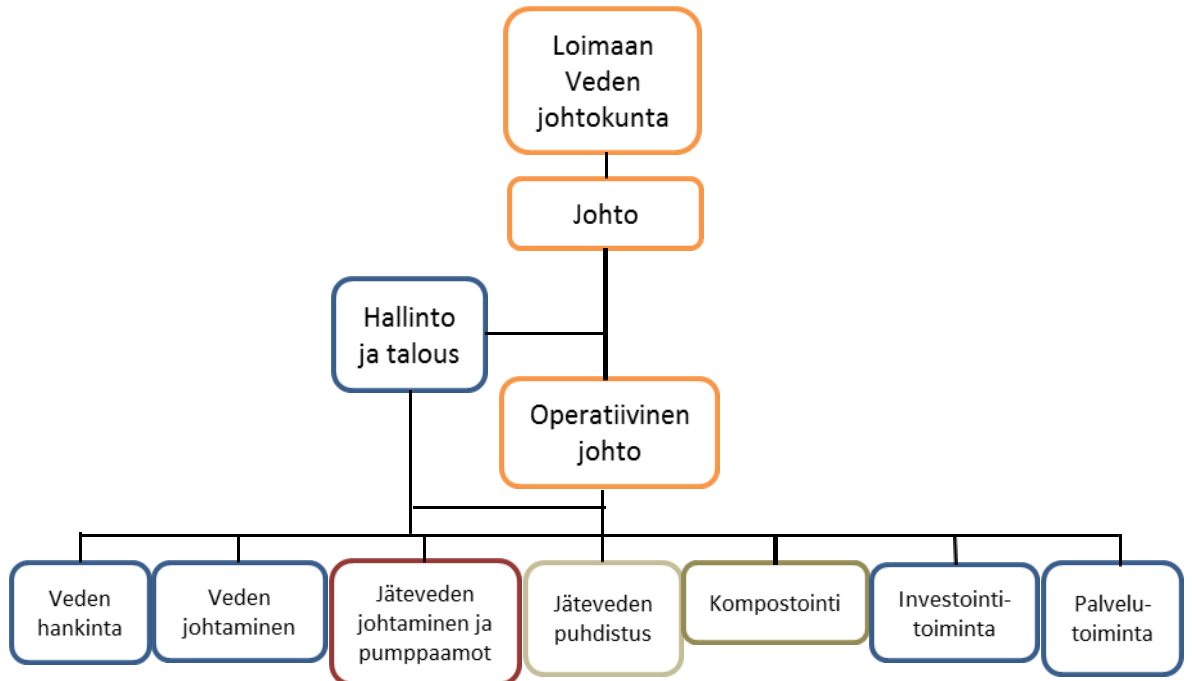 Loimaan
Veden
johtokunta
Johto
Hallinto
ja talous
Operatiivinen
johto
Veden
hankinta
Veden
johtaminen
Jäteveden
johtaminen ja
pumppaamot
Jäteveden
puhdistus
Kompostointi
Investointi-
toiminta
Palvelu-
toiminta